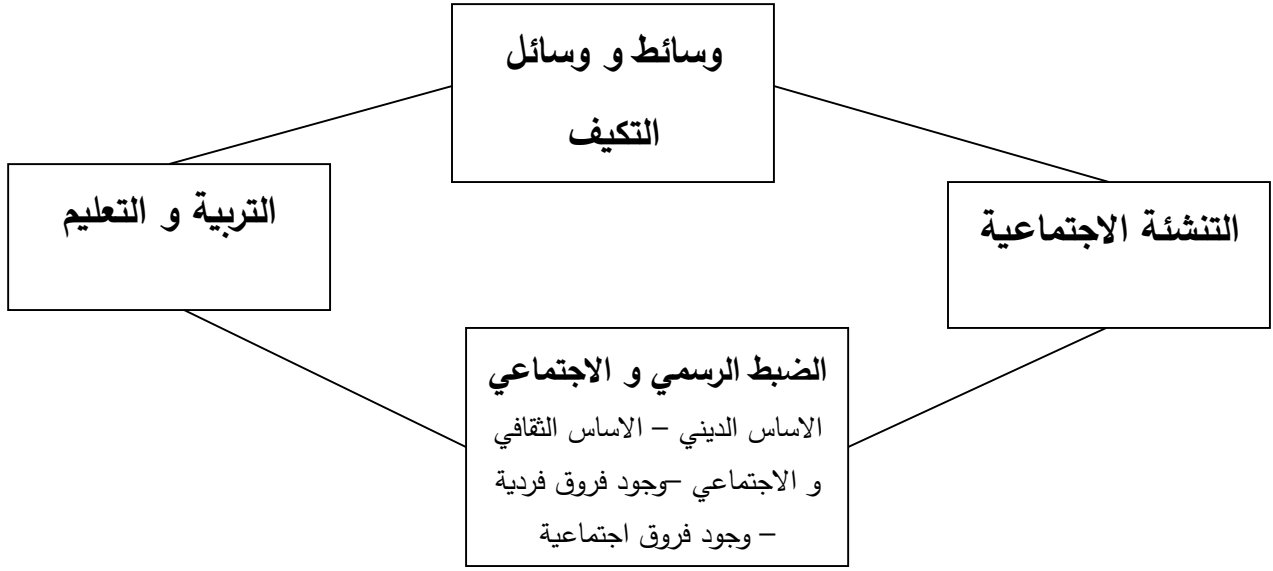 وسائط و وسائل
التكيف
التنشئة الاجتماعية
التربية و التعليم
الضبط الرسمي و الاجتماعي
الاساس الديني – الاساس الثقافي
و الاجتماعي –وجود فروق فردية
– وجود فروق اجتماعية